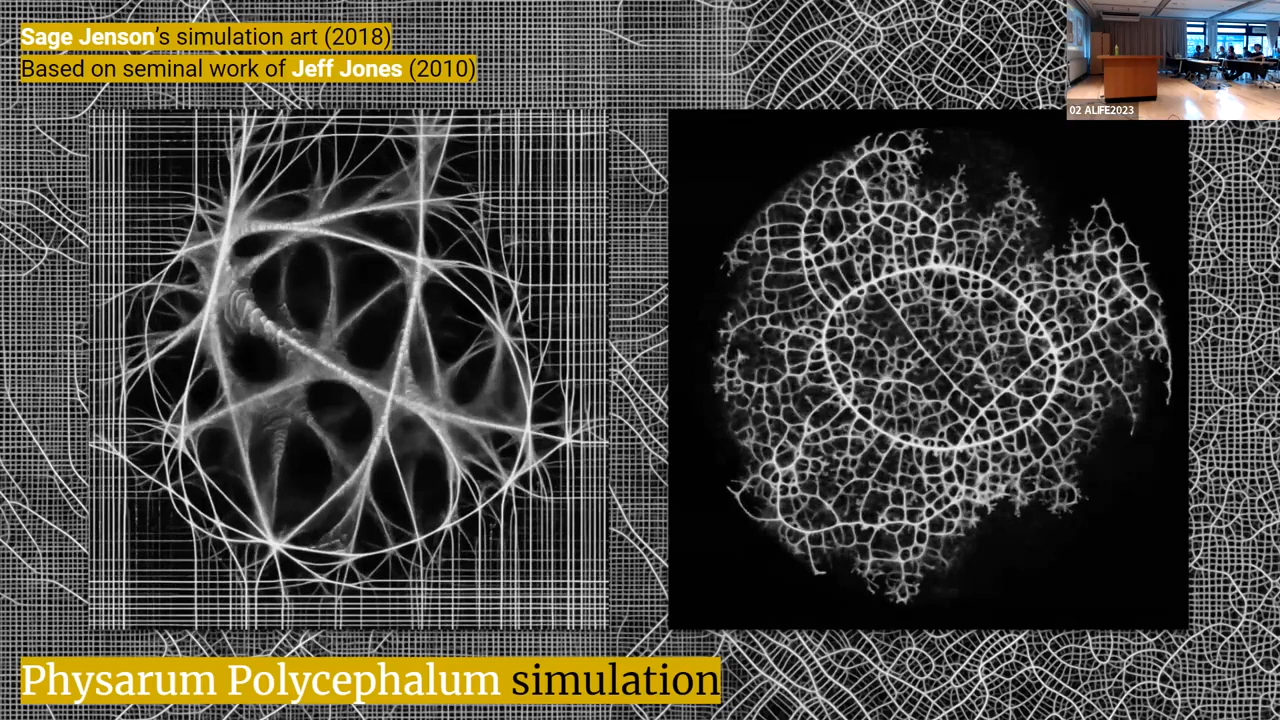 Sage Jenson's simulation art (2018)
Based on seminal work of Jeff Jones (2010)
02 ALIFE2023
Physarum Polycephalum simulation